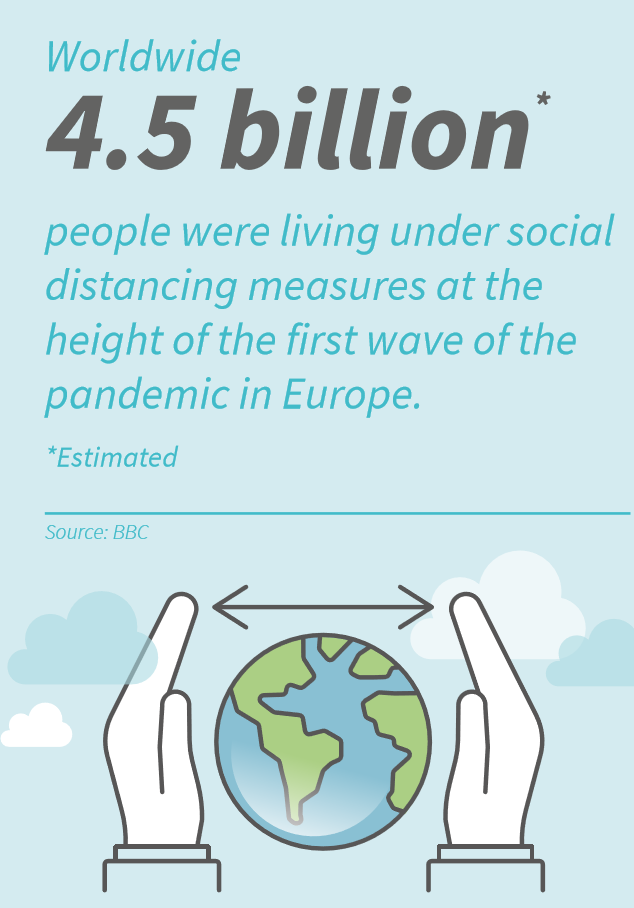 Worldwide
4.5 billion*
people were living under social
distancing measures at the
height of the first wave of the
pandemic in Europe.
*Estimated
Source: BBC